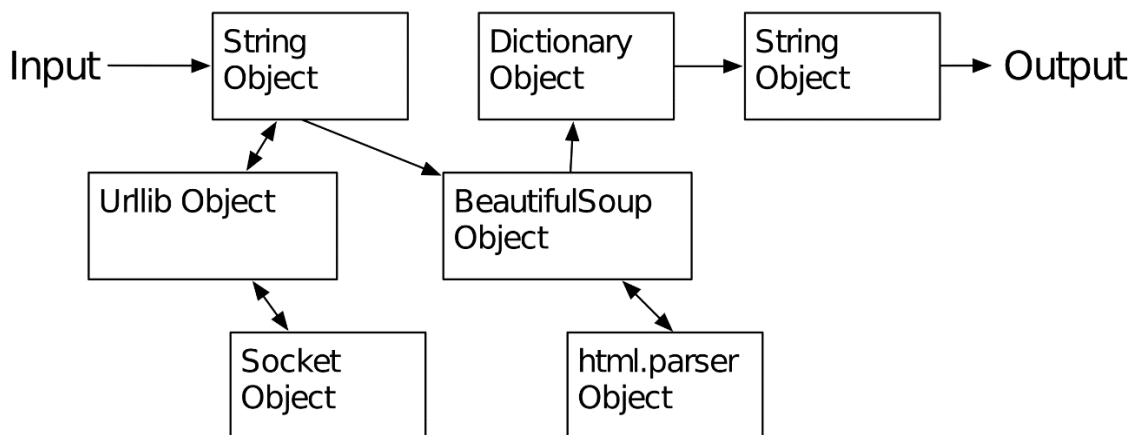 Input
String
Object
Dictionary
Object
String
Object
Output
Urllib Object
BeautifulSoup
Object
Socket
Object
html.parser
Object